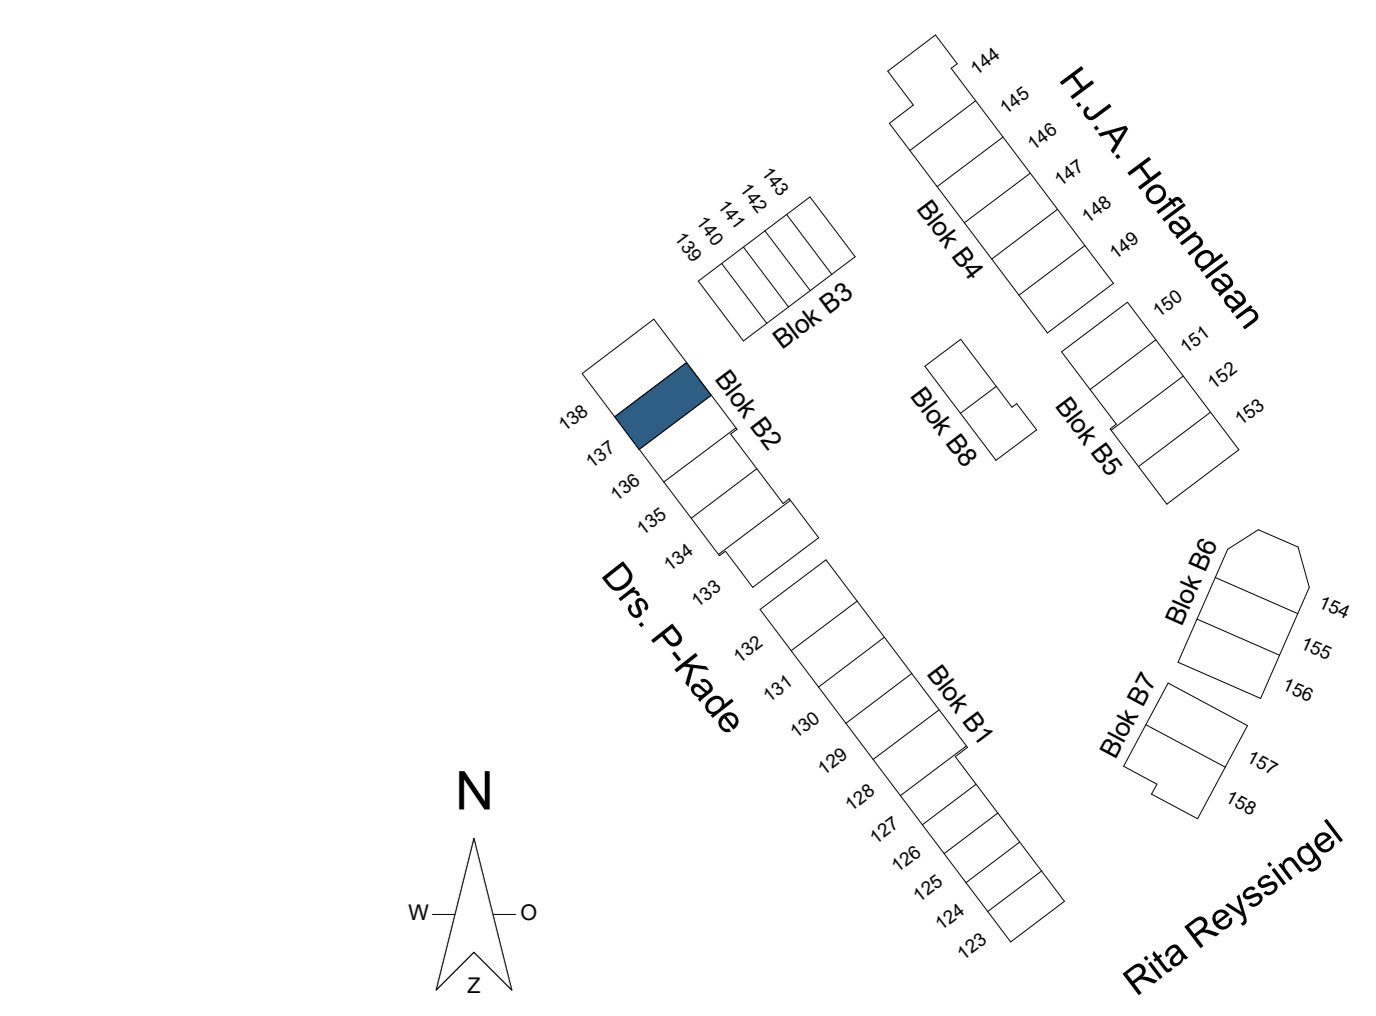 144
145
146
147
148
149
H.J.A. Hoflandlaan
Blok B4
143
142
141
140
139
Blok B3
150
151
152
153
Blok B5
Blok B8
Blok B2
138
137
136
135
134
133
Drs. P-Kade
132
131
130
129
128
127
126
125
124
123
Blok B1
Blok B6
154
155
156
Blok B7
157
158
Rita Reyssingel
N
W
O
Z